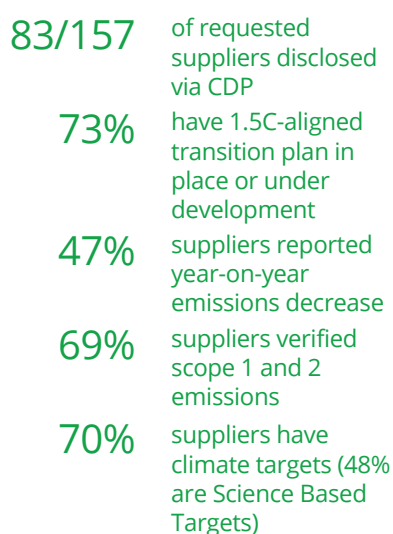 83/157 of requested
suppliers disclosed
via CDP
73% have 1.5C-aligned
transition plan in
place or under
development
47% suppliers reported
year-on-year
emissions decrease
69% suppliers verified
scope 1 and 2
emissions
70% suppliers have
climate targets (48%
are Science Based
Targets)